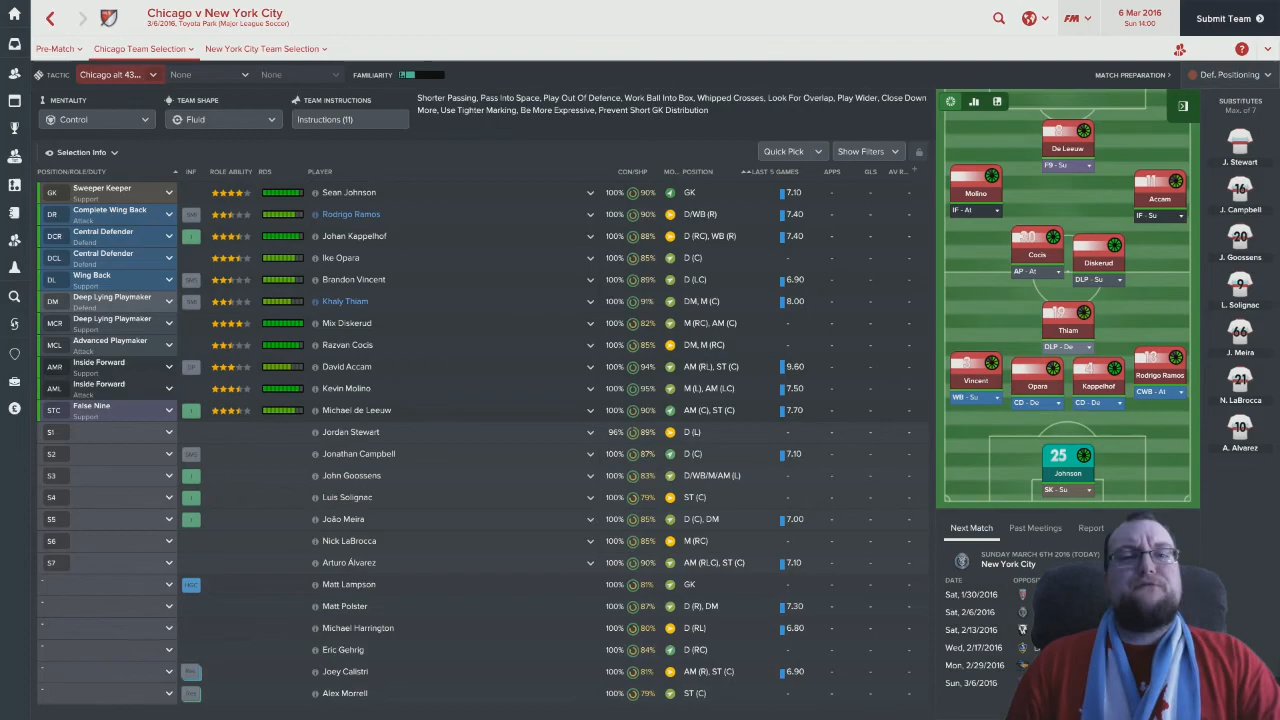 Chicago v New York City
3/6/2016, Toyota Park (Major League Soccer)
FM
6 Mar 2016
Sun 14:00
Submit Team
Pre-Match
Chicago Team Selection
New York City Team Selection
TACTIC
Chicago alt 43...
None
None
FAMILIARITY
MATCH PREPARATION >
Def. Positioning
MENTALITY
TEAM SHAPE
TEAM INSTRUCTIONS
Control
Fluid
Instructions (11)
Shorter Passing, Pass Into Space, Play Out Of Defence, Work Ball Into Box, Whipped Crosses, Look For Overlap, Play Wider, Close Down
More, Use Tighter Marking, Be More Expressive, Prevent Short GK Distribution
Selection Info
Quick Pick
Show Filters
POSITION/ROLE/DUTY INF ROLE ABILITY RDS PLAYER CON/SHP MO... POSITION LAST 5 GAMES APPS GLS AV R...
GK Sweeper Keeper Support Sean Johnson 100% 90% GK 7.10 - - -
DR Complete Wing Back Attack Rodrigo Ramos 100% 90% D/WB (R) 7.40 - - -
DCR Central Defender Defend Johan Kappelhof 100% 88% D (RC), WB (R) 7.40 - - -
DCL Central Defender Defend Ike Opara 100% 85% D (C) - - - -
DL Wing Back Support Brandon Vincent 100% 89% D (LC) 6.90 - - -
DM Deep Lying Playmaker Defend Khaly Thiam 100% 91% DM, M (C) 8.00 - - -
MCR Deep Lying Playmaker Support Mix Diskerud 100% 82% M (RC), AM (C) - - - -
MCL Advanced Playmaker Attack Razvan Cocis 100% 85% DM, M (RC) - - - -
AMR Inside Forward Support David Accam 100% 94% AM (RL), ST (C) 9.60 - - -
AML Inside Forward Attack Kevin Molino 100% 95% M (L), AM (LC) 7.50 - - -
STC False Nine Support Michael de Leeuw 100% 90% AM (C), ST (C) 7.70 - - -
S1 Jordan Stewart 96% 89% D (L) - - - -
S2 Jonathan Campbell 100% 87% D (C) 7.10 - - -
S3 John Goossens 100% 83% D/WB/M/AM (L) - - - -
S4 Luis Solignac 100% 79% ST (C) - - - -
S5 João Meira 100% 85% D (C), DM 7.00 - - -
S6 Nick LaBrocca 100% 85% M (RC) - - - -
S7 Arturo Álvarez 100% 90% AM (RLC), ST (C) 7.10 - - -
- HGC Matt Lampson 100% 81% GK - - - -
- Matt Polster 100% 87% D (R), DM 7.30 - - -
- Michael Harrington 100% 80% D (RL) 6.80 - - -
- Eric Gehrig 100% 84% D (RC) - - - -
- Joey Calistri 100% 81% AM (R), ST (C) 6.90 - - -
- Alex Morrell 100% 79% ST (C) - - - -
De Leeuw
F9 - Su
Molino
IF - At
11
Accam
IF - Su
Cocis
AP - At
Diskerud
DLP - Su
Thiam
DLP - De
Vincent
WB - Su
Opara
CD - De
4
Kappelhof
CD - De
Rodrigo Ramos
CWB - At
25
Johnson
SK - Su
SUBSTITUTES
Max. of 7
J. Stewart
16
J. Campbell
20
J. Goossens
9
L. Solignac
66
J. Meira
21
N. LaBrocca
10
A. Alvarez
Next Match
Past Meetings
Report
SUNDAY MARCH 6TH 2016 (TODAY)
New York City
DATE
Sat, 1/30/2016
Sat, 2/6/2016
Sat, 2/13/2016
Wed, 2/17/2016
Mon, 2/29/2016
Sun, 3/6/2016